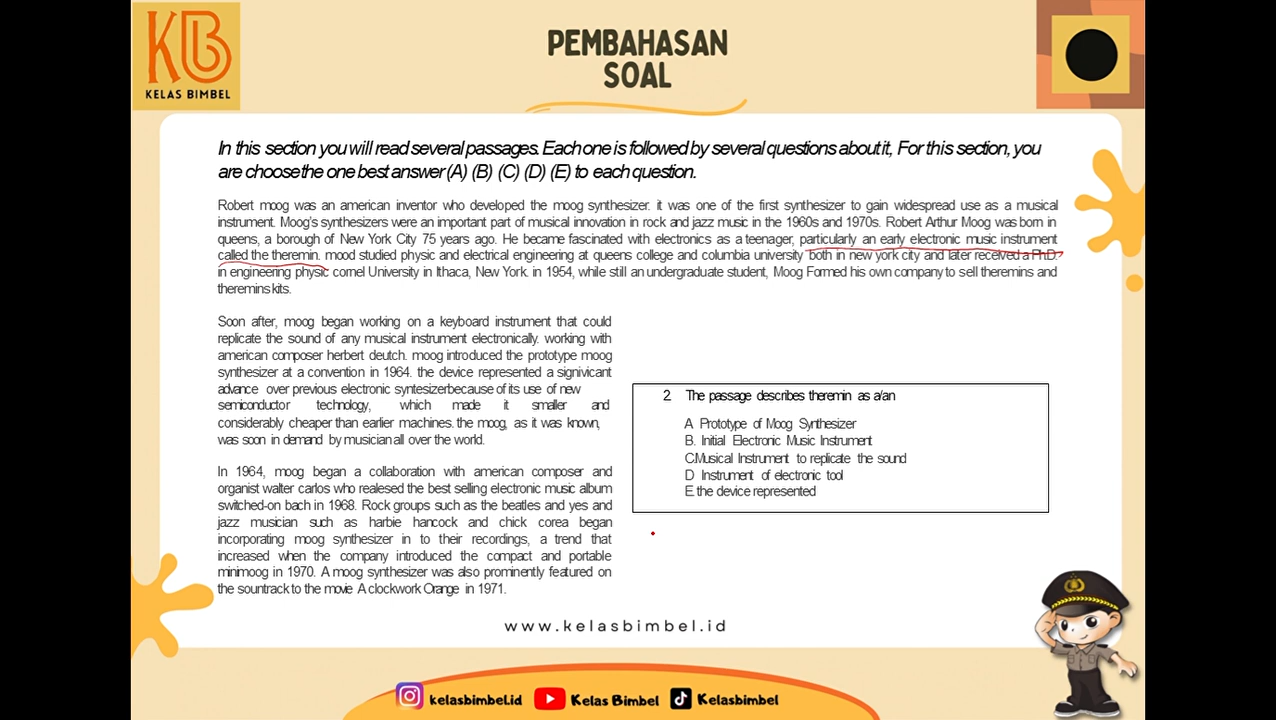 KB
KELAS BIMBEL
PEMBAHASAN
SOAL
In this section you will read several passages. Each one is followed by several questions about it, For this section, you
are choose the one best answer (A) (B) (C) (D) (E) to each question.
Robert moog was an american inventor who developed the moog synthesizer. it was one of the first synthesizer to gain widespread use as a musical
instrument. Moog's synthesizers were an important part of musical innovation in rock and jazz music in the 1960s and 1970s. Robert Arthur Moog was born in
queens, a borough of New York City 75 years ago. He became fascinated with electronics as a teenager, particularly an early electronic music instrument
called the theremin. mood studied physic and electrical engineering at queens college and columbia university both in new york city and later received a PhD.
in engineering physic cornel University in Ithaca, New York. in 1954, while still an undergraduate student, Moog Formed his own company to sell theremins and
theremins kits.
Soon after, moog began working on a keyboard instrument that could
replicate the sound of any musical instrument electronically. working with
american composer herbert deutch. moog introduced the prototype moog
synthesizer at a convention in 1964. the device represented a signivicant
advance over previous electronic syntesizerbecause of its use of new
semiconductor technology, which made it smaller and
considerably cheaper than earlier machines. the moog, as it was known,
was soon in demand by musician all over the world.
In 1964, moog began a collaboration with american composer and
organist walter carlos who realesed the best selling electronic music album
switched-on bach in 1968. Rock groups such as the beatles and yes and
jazz musician such as harbie hancock and chick corea began
incorporating moog synthesizer in to their recordings, a trend that
increased when the company introduced the compact and portable
minimoog in 1970. A moog synthesizer was also prominently featured on
the sountrack to the movie A clockwork Orange in 1971.
2. The passage describes theremin as a/an
A Prototype of Moog Synthesizer
B. Initial Electronic Music Instrument
C.Musical Instrument to replicate the sound
D Instrument of electronic tool
E. the device represented
www.kelasbimbel.id
kelasbimbel.id Kelas Bimbel Kelasbimbel